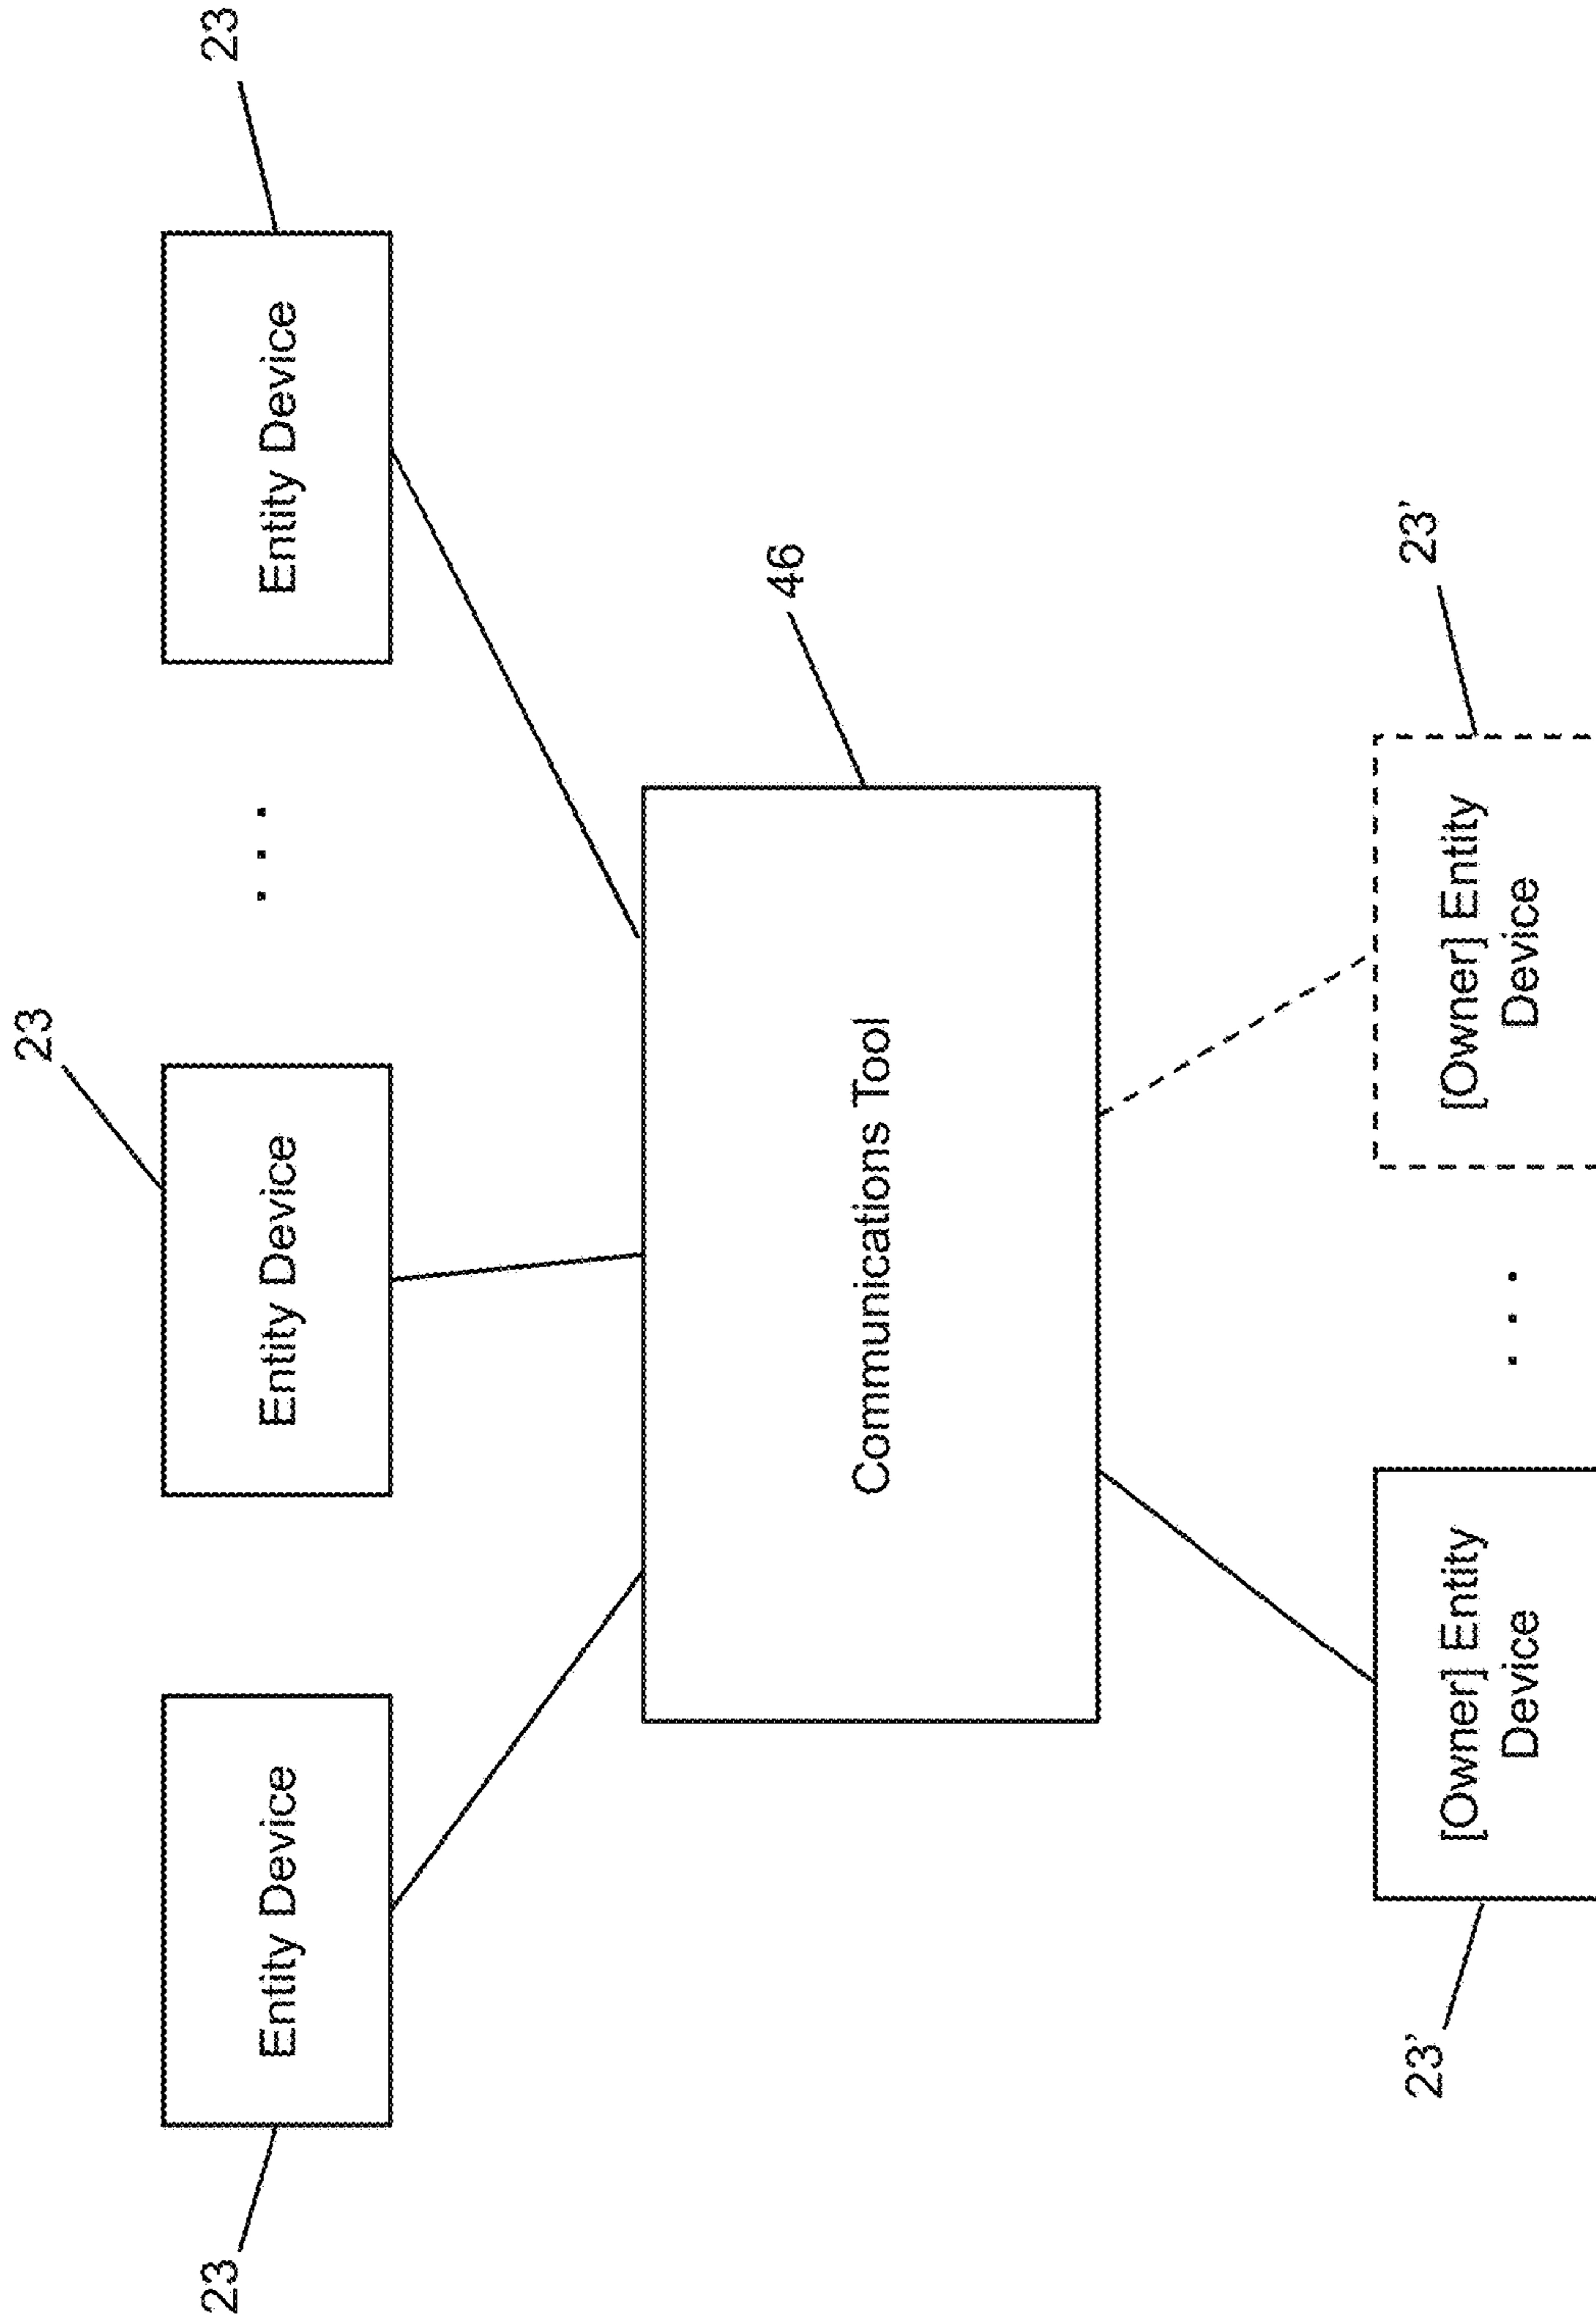 23
Entity Device
23
Entity Device
. . .
Entity Device
23
Communications Tool
46
23'
[Owner] Entity
Device
. . .
[Owner] Entity
Device
23'